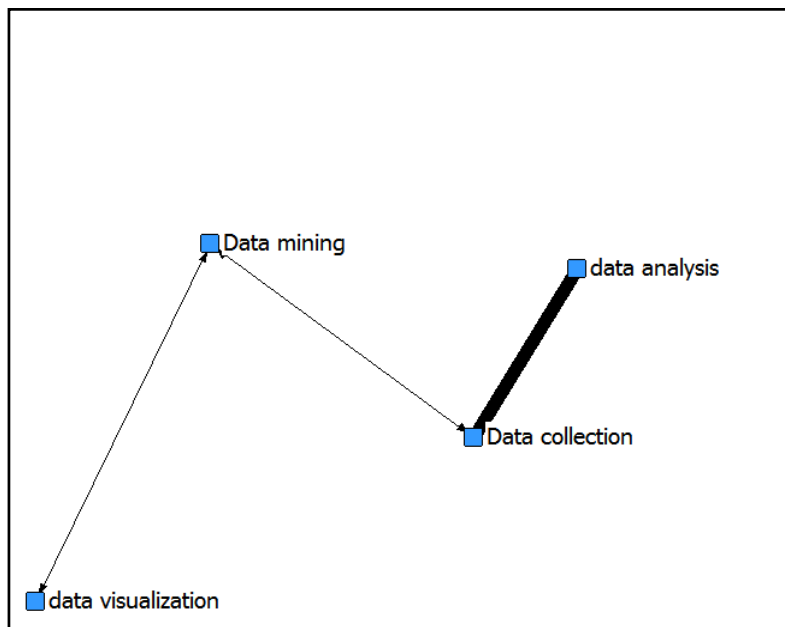 Data mining
data analysis
Data collection
data visualization